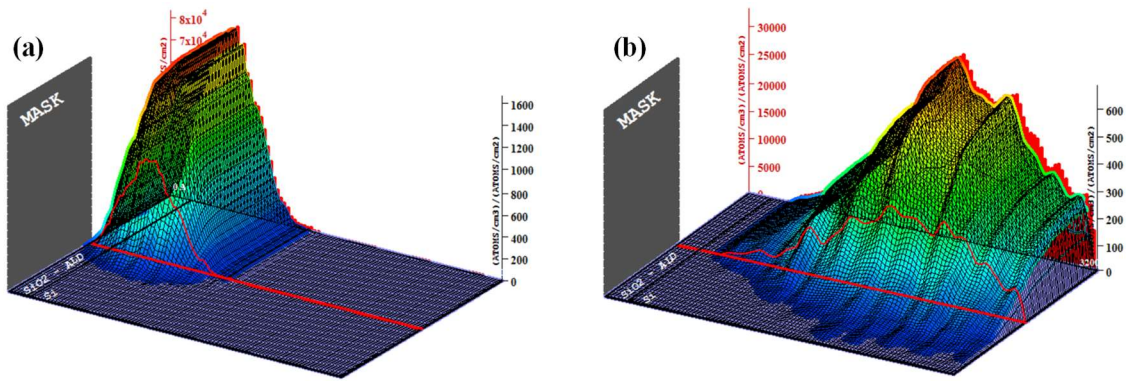 (a)
8x10⁴
7x10⁴
MASK
SiO2 - ALD
Si
1600
1400
1200
1000
800
600
400
200
0
(ATOMS/cm3)/(ATOMS/cm2)
(b)
30000
25000
20000
15000
10000
5000
0
(ATOMS/cm3)/(ATOMS/cm2)
MASK
SiO2 - ALD
Si
600
500
400
300
200
100
0
3200